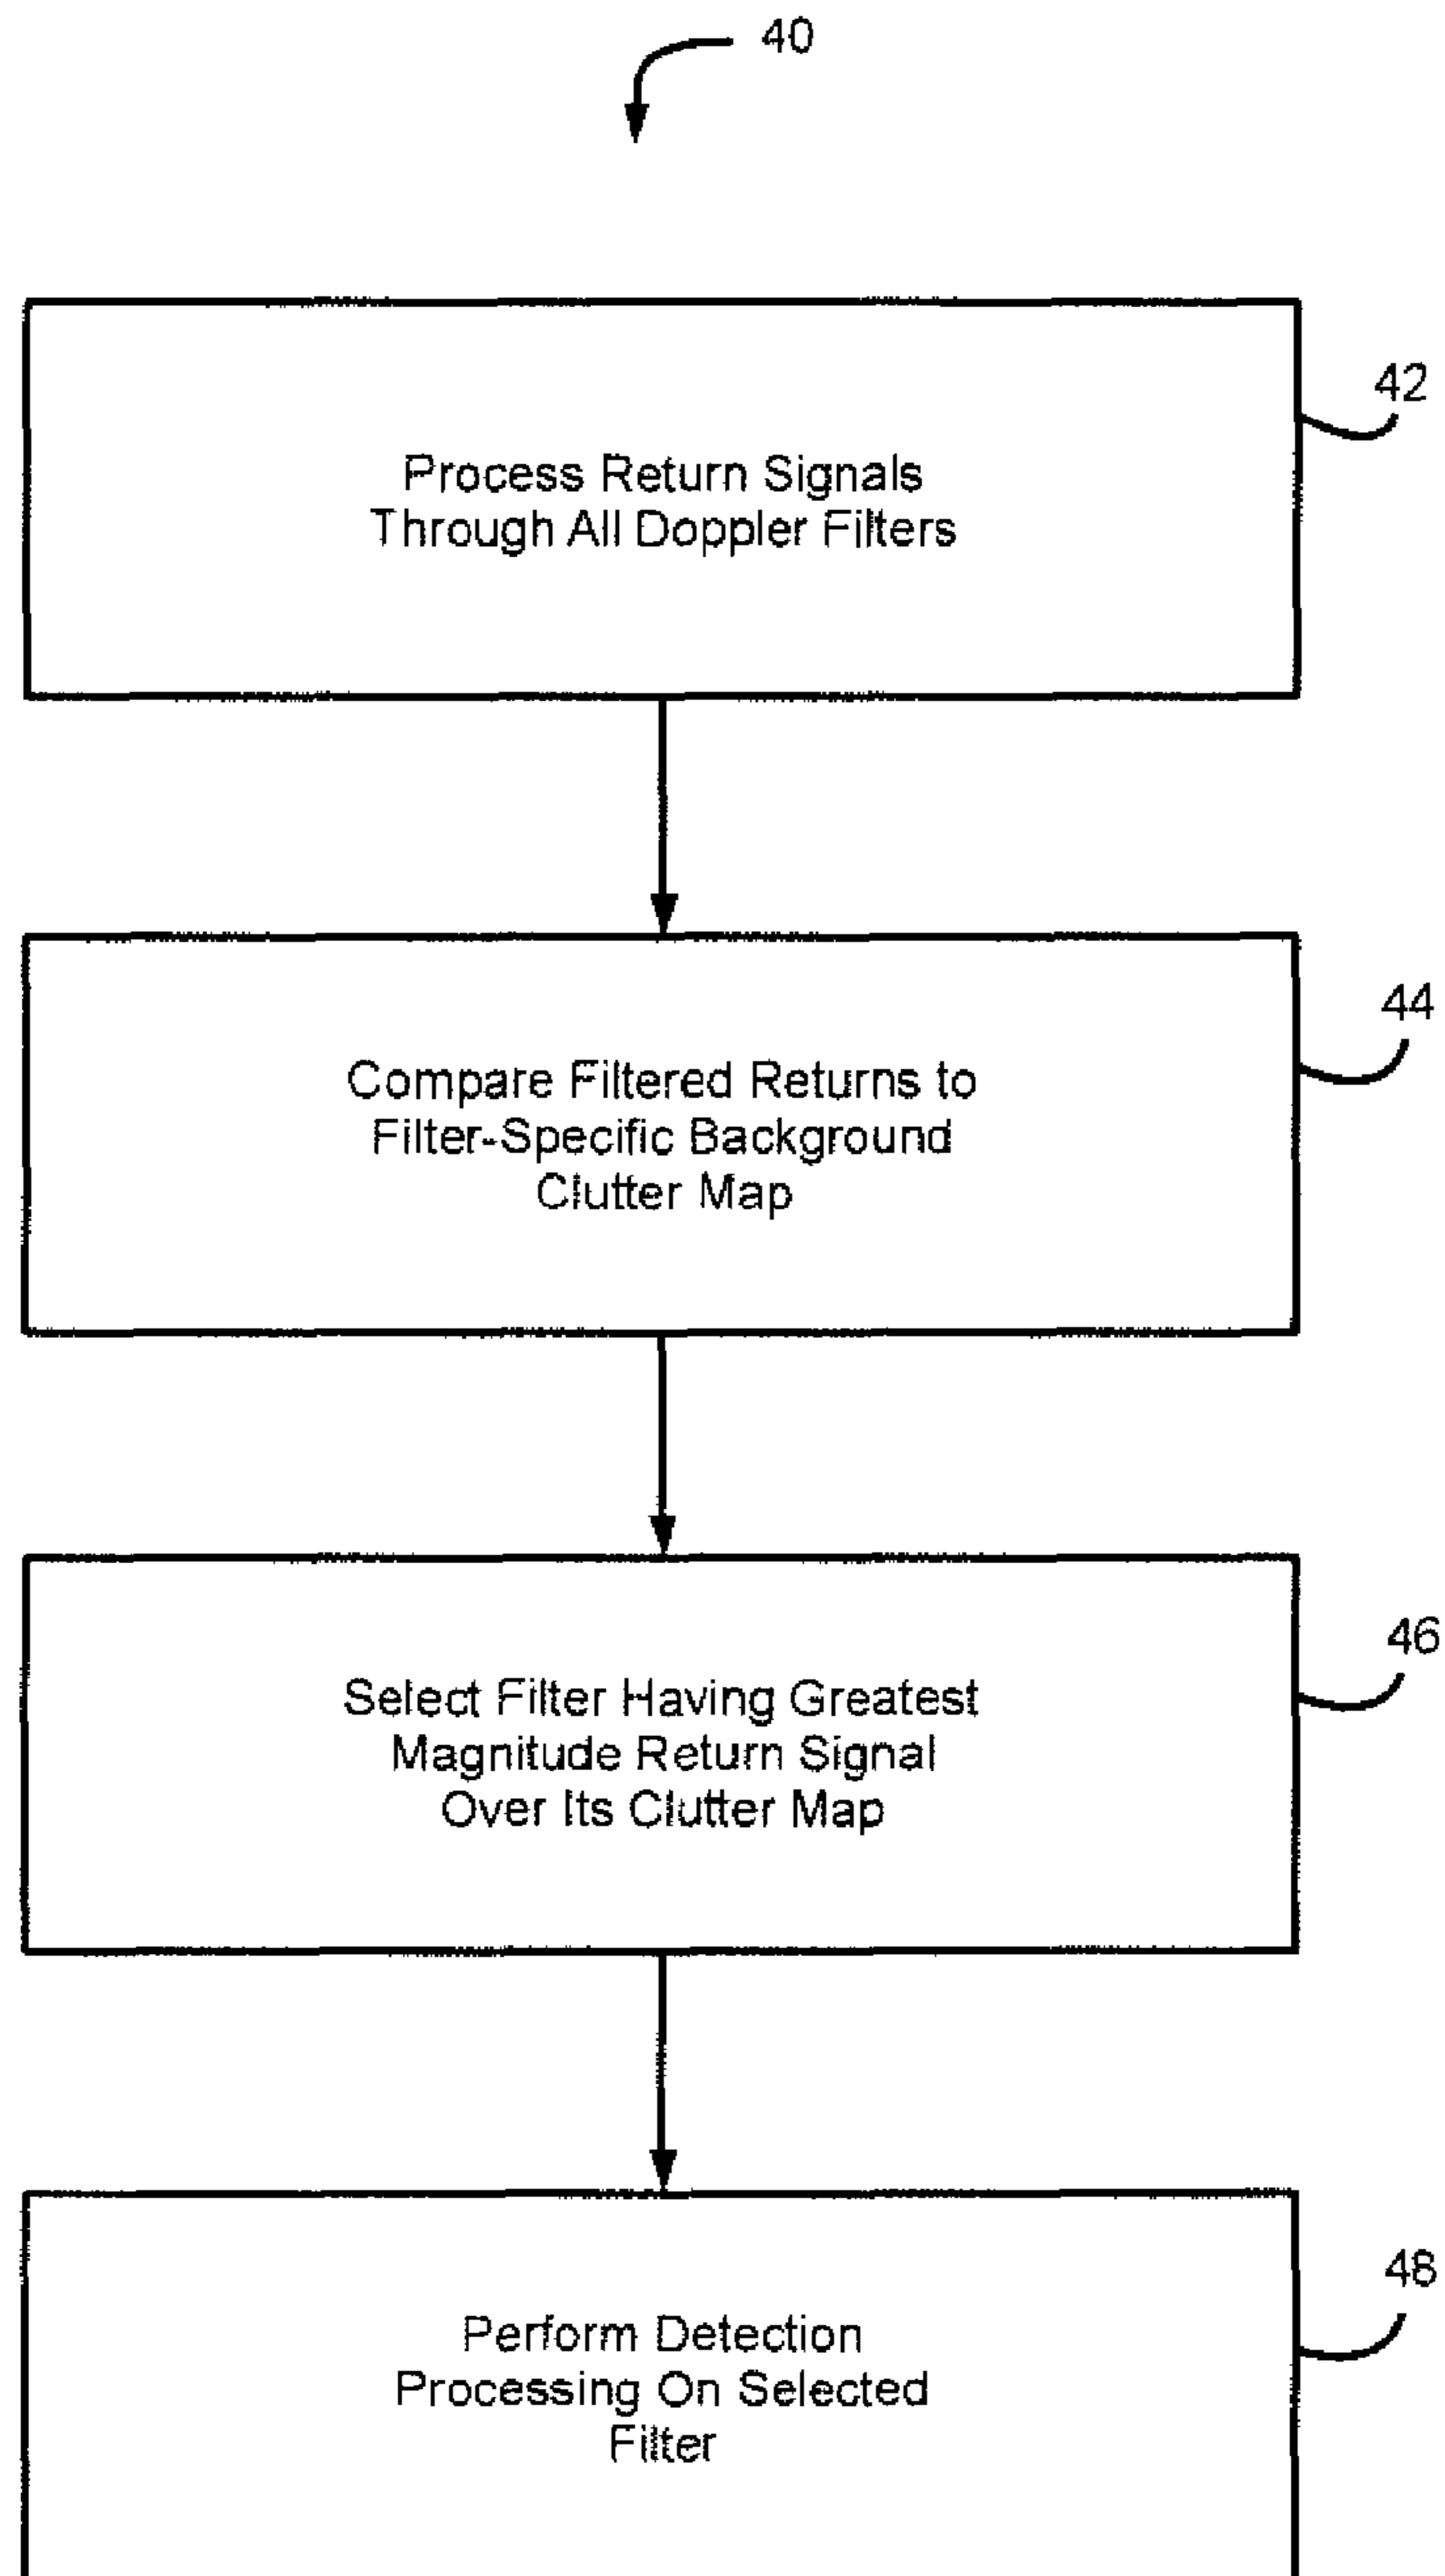 40
42
Process Return Signals
Through All Doppler Filters
44
Compare Filtered Returns to
Filter-Specific Background
Clutter Map
46
Select Filter Having Greatest
Magnitude Return Signal
Over Its Clutter Map
48
Perform Detection
Processing On Selected
Filter